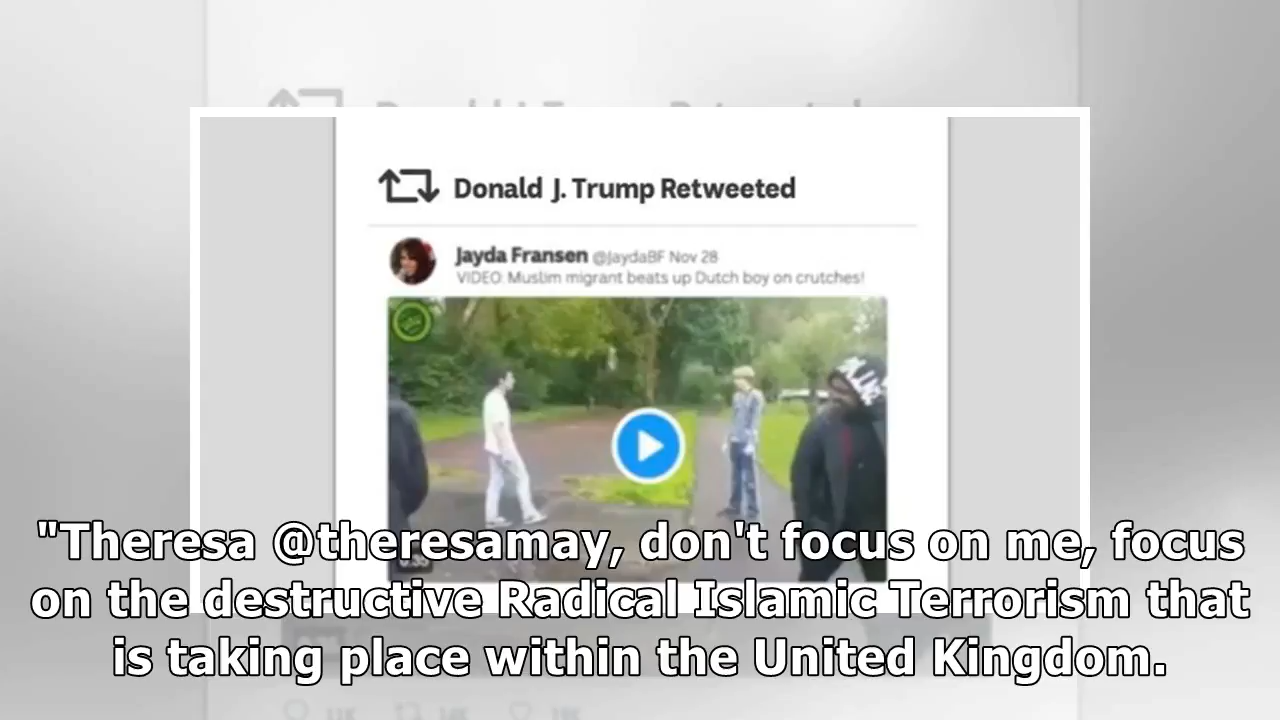 Donald J. Trump Retweeted
Jayda Fransen @JaydaBF Nov 28
VIDEO: Muslim migrant beats up Dutch boy on crutches!
"Theresa @theresamay, don't focus on me, focus
on the destructive Radical Islamic Terrorism that
is taking place within the United Kingdom.